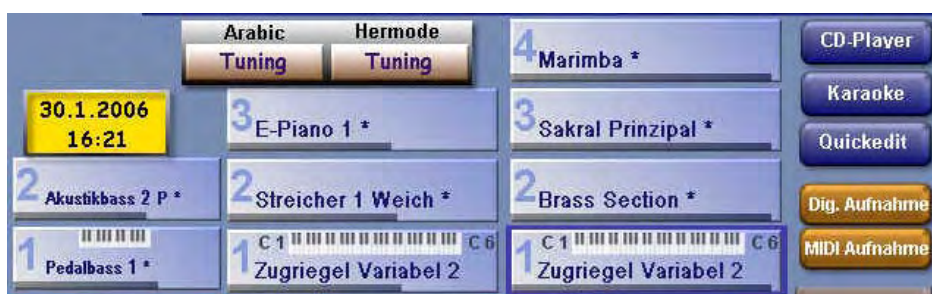 Arabic Hermode
Tuning Tuning
4 Marimba *
CD-Player
30.1.2006
16:21
3 E-Piano 1 *
3 Sakral Prinzipal *
Karaoke
Quickedit
2 Akustikbass 2 P *
2 Streicher 1 Weich *
2 Brass Section *
Dig. Aufnahme
1 Pedalbass 1 *
C 1 C 6
1 Zugriegel Variabel 2
C 1 C 6
1 Zugriegel Variabel 2
MIDI Aufnahme